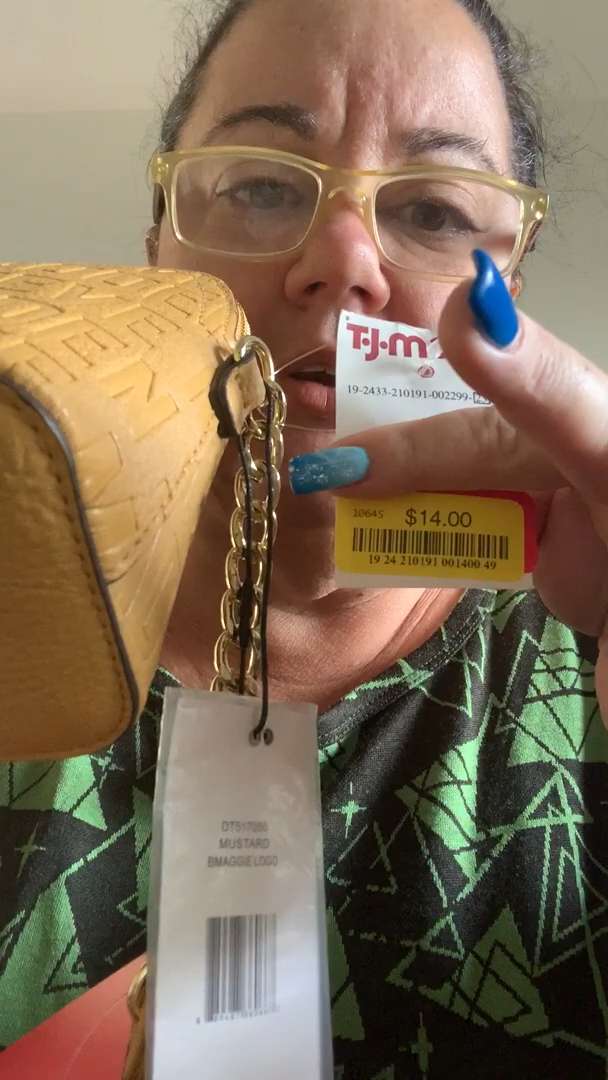 T.J.m
19-2433-210191-002299-
10645 $14.00
19 24 210191 001400 49
DT517050
MUSTARD
BMAGGIE LOGO